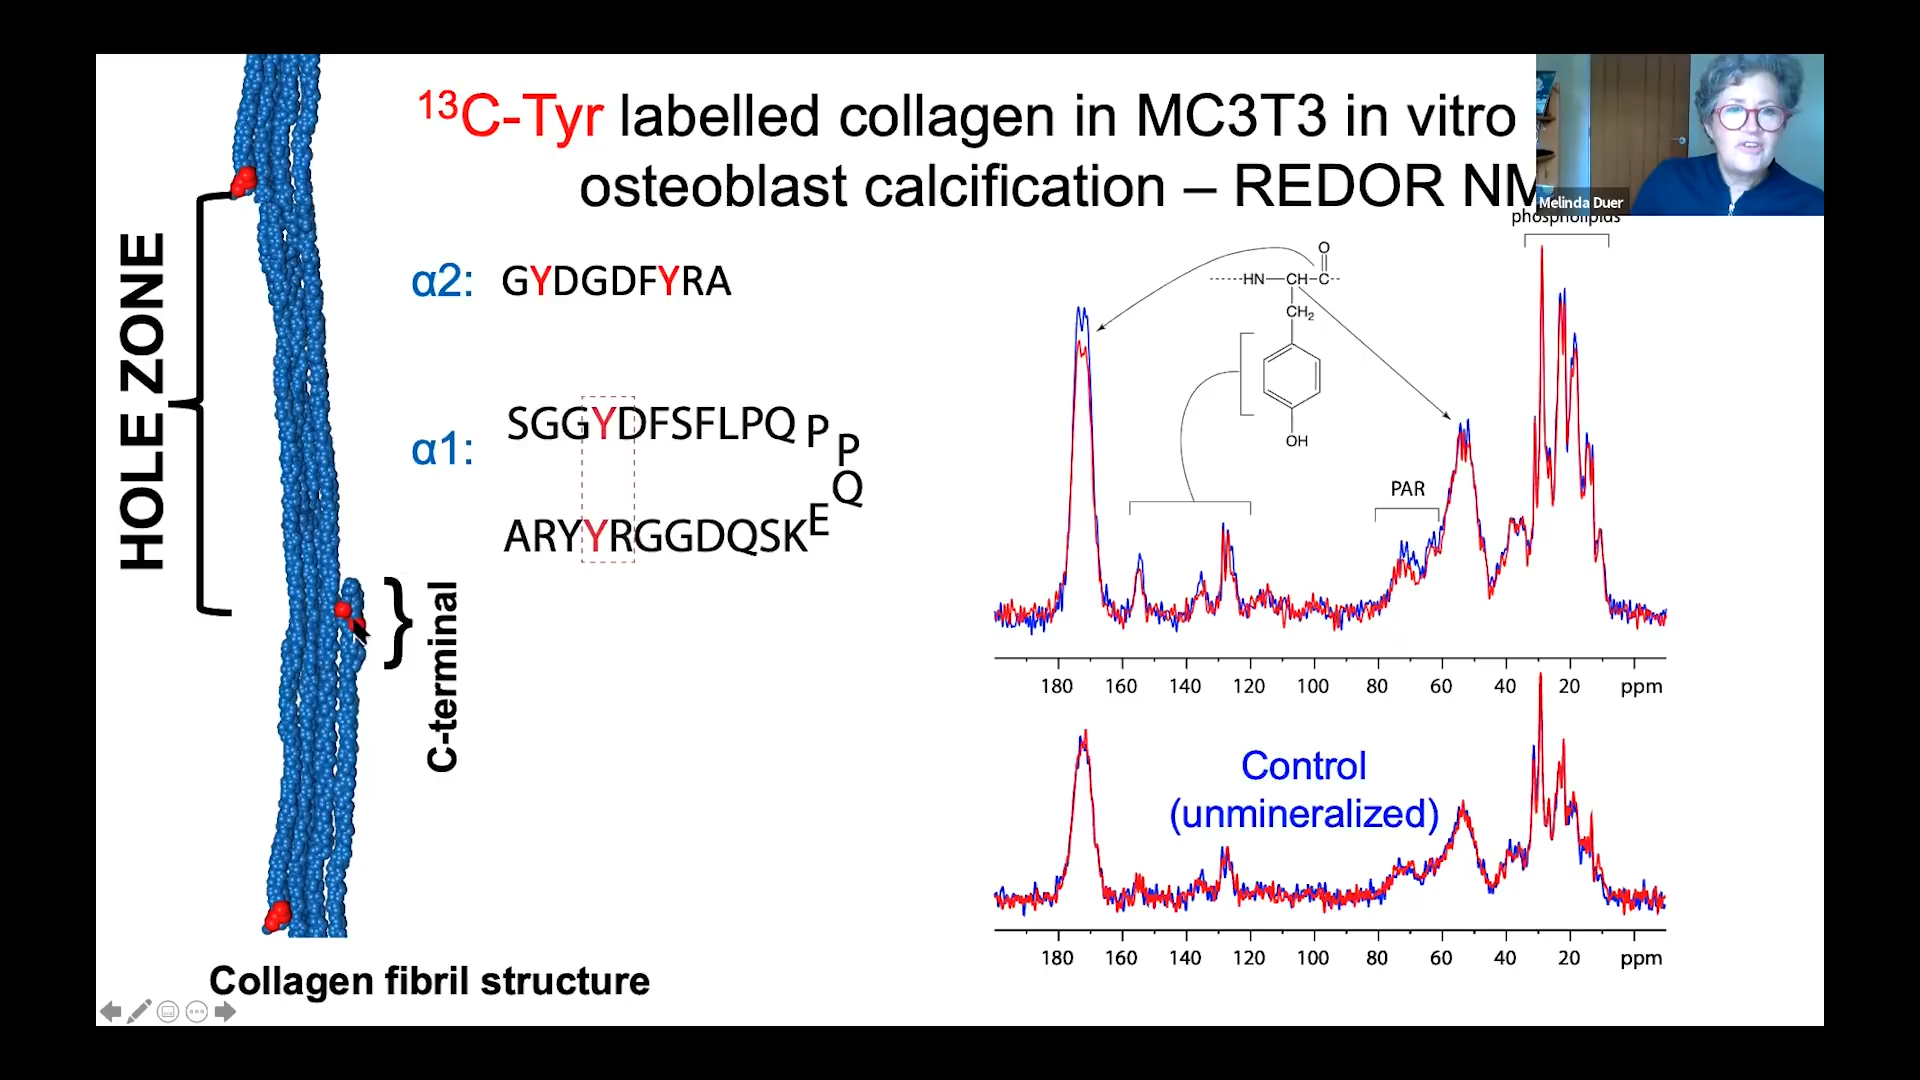 ¹³C-Tyr labelled collagen in MC3T3 in vitro
osteoblast calcification – REDOR NM
Melinda Duer
phospholipids
HOLE ZONE
α2: GYDGDFYRA
α1:
SGGYDFSFLPQPPQE
ARYYRGGDQSK
C-terminal
Collagen fibril structure
O
HN CH C
CH₂
OH
PAR
180 160 140 120 100 80 60 40 20 ppm
Control
(unmineralized)
180 160 140 120 100 80 60 40 20 ppm